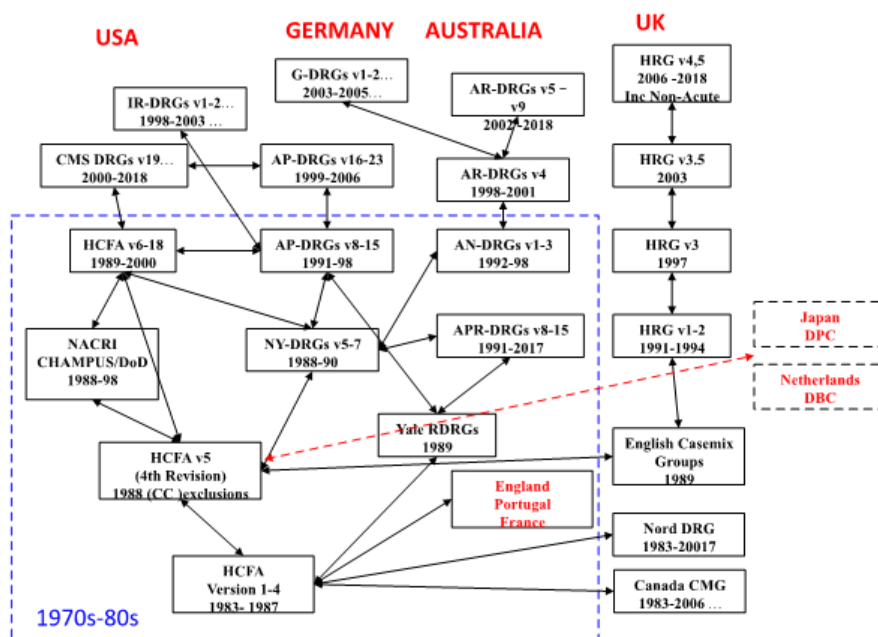 USA
GERMANY
AUSTRALIA
UK
G-DRGs v1-2…
2003-2005…
AR-DRGs v5 –
v9
2002-2018
HRG v4,5
2006 -2018
Inc Non-Acute
IR-DRGs v1-2…
1998-2003 …
CMS DRGs v19…
2000-2018
AP-DRGs v16-23
1999-2006
AR-DRGs v4
1998-2001
HRG v3.5
2003
HCFA v6-18
1989-2000
AP-DRGs v8-15
1991-98
AN-DRGs v1-3
1992-98
HRG v3
1997
NACRI
CHAMPUS/DoD
1988-98
NY-DRGs v5-7
1988-90
APR-DRGs v8-15
1991-2017
HRG v1-2
1991-1994
Japan
DPC
Netherlands
DBC
Yale RDRGs
1989
HCFA v5
(4th Revision)
1988 (CC )exclusions
English Casemix
Groups
1989
England
Portugal
France
Nord DRG
1983-20017
HCFA
Version 1-4
1983- 1987
Canada CMG
1983-2006 …
1970s-80s